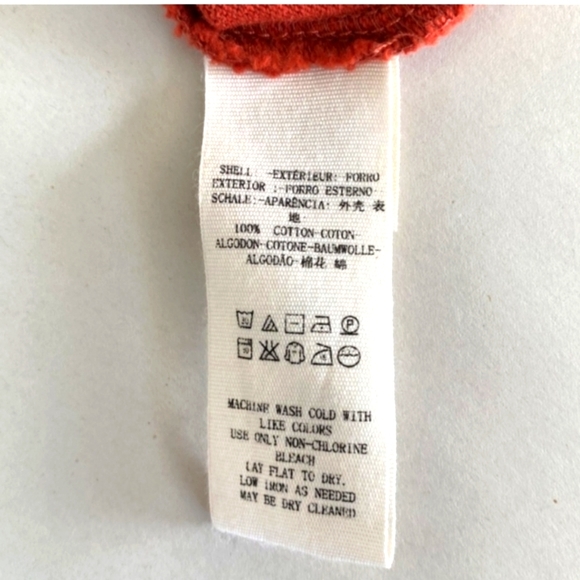 SHELL -EXTÉRIEUR: FORRO
EXTERIOR :-FORRO ESTERNO-
SCHALE:-APARÊNCIA: 外壳 表
地
100% COTTON-COTON-
ALGODON-COTONE-BAUMWOLLE-
ALGODÃO-棉花 綿
MACHINE WASH COLD WITH
LIKE COLORS
USE ONLY NON-CHLORINE
BLEACH
LAY FLAT TO DRY.
LOW IRON AS NEEDED
MAY BE DRY CLEANED